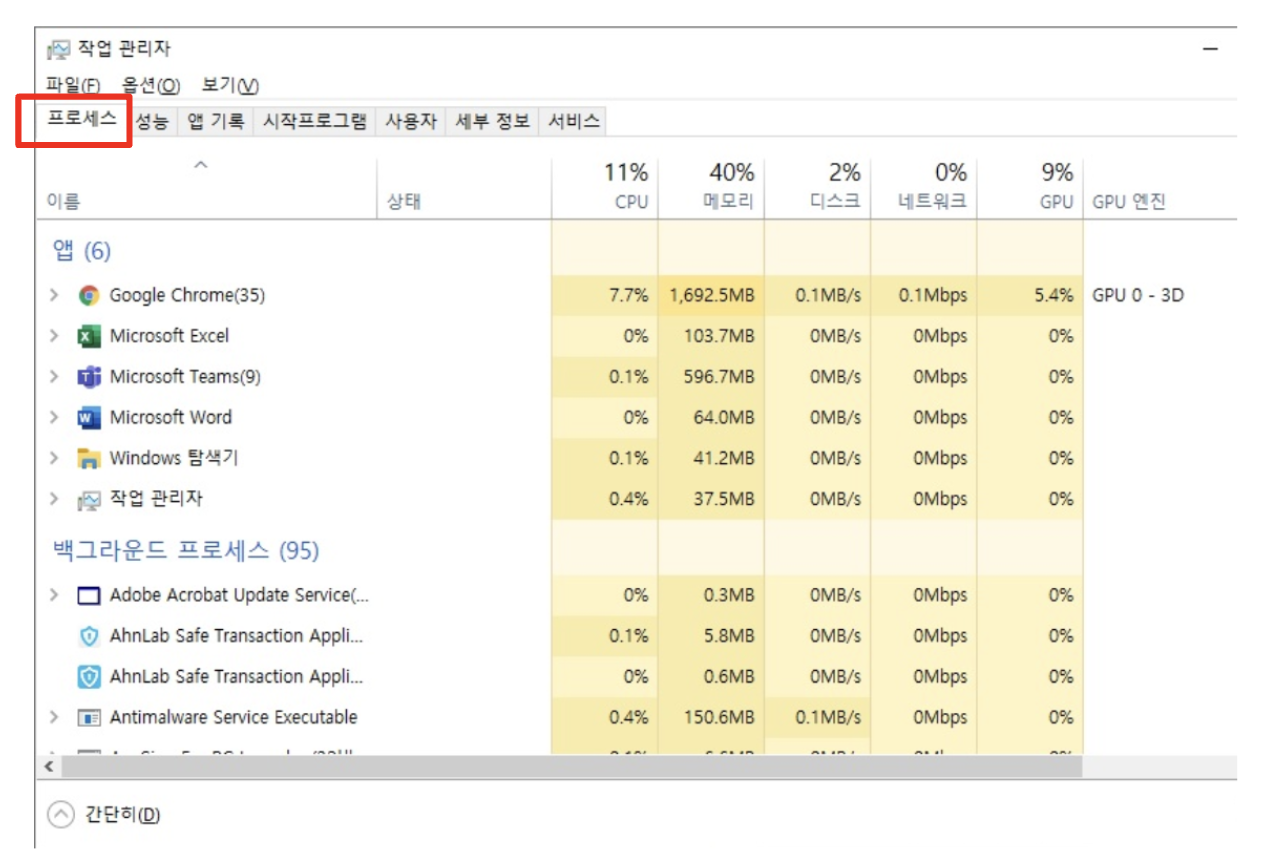 작업 관리자
파일(F) 옵션(O) 보기(V)
프로세스 성능 앱 기록 시작프로그램 사용자 세부 정보 서비스
11% 40% 2% 0% 9%
이름 상태 CPU 메모리 디스크 네트워크 GPU GPU 엔진
앱 (6)
Google Chrome(35) 7.7% 1,692.5MB 0.1MB/s 0.1Mbps 5.4% GPU 0 - 3D
Microsoft Excel 0% 103.7MB 0MB/s 0Mbps 0%
Microsoft Teams(9) 0.1% 596.7MB 0MB/s 0Mbps 0%
Microsoft Word 0% 64.0MB 0MB/s 0Mbps 0%
Windows 탐색기 0.1% 41.2MB 0MB/s 0Mbps 0%
작업 관리자 0.4% 37.5MB 0MB/s 0Mbps 0%
백그라운드 프로세스 (95)
Adobe Acrobat Update Service(... 0% 0.3MB 0MB/s 0Mbps 0%
AhnLab Safe Transaction Appli... 0.1% 5.8MB 0MB/s 0Mbps 0%
AhnLab Safe Transaction Appli... 0% 0.6MB 0MB/s 0Mbps 0%
Antimalware Service Executable 0.4% 150.6MB 0.1MB/s 0Mbps 0%
간단히(D)